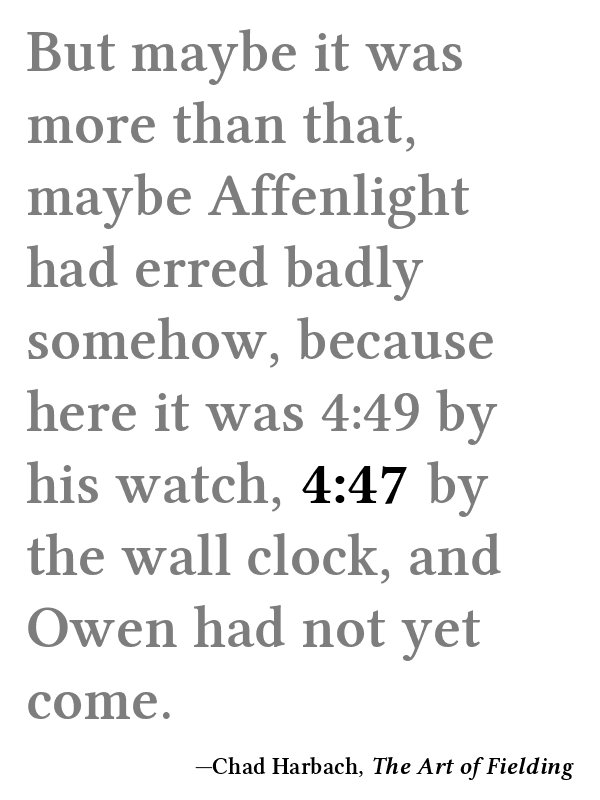 But maybe it was
more than that,
maybe Affenlight
had erred badly
somehow, because
here it was 4:49 by
his watch, 4:47 by
the wall clock, and
Owen had not yet
come.
—Chad Harbach, The Art of Fielding